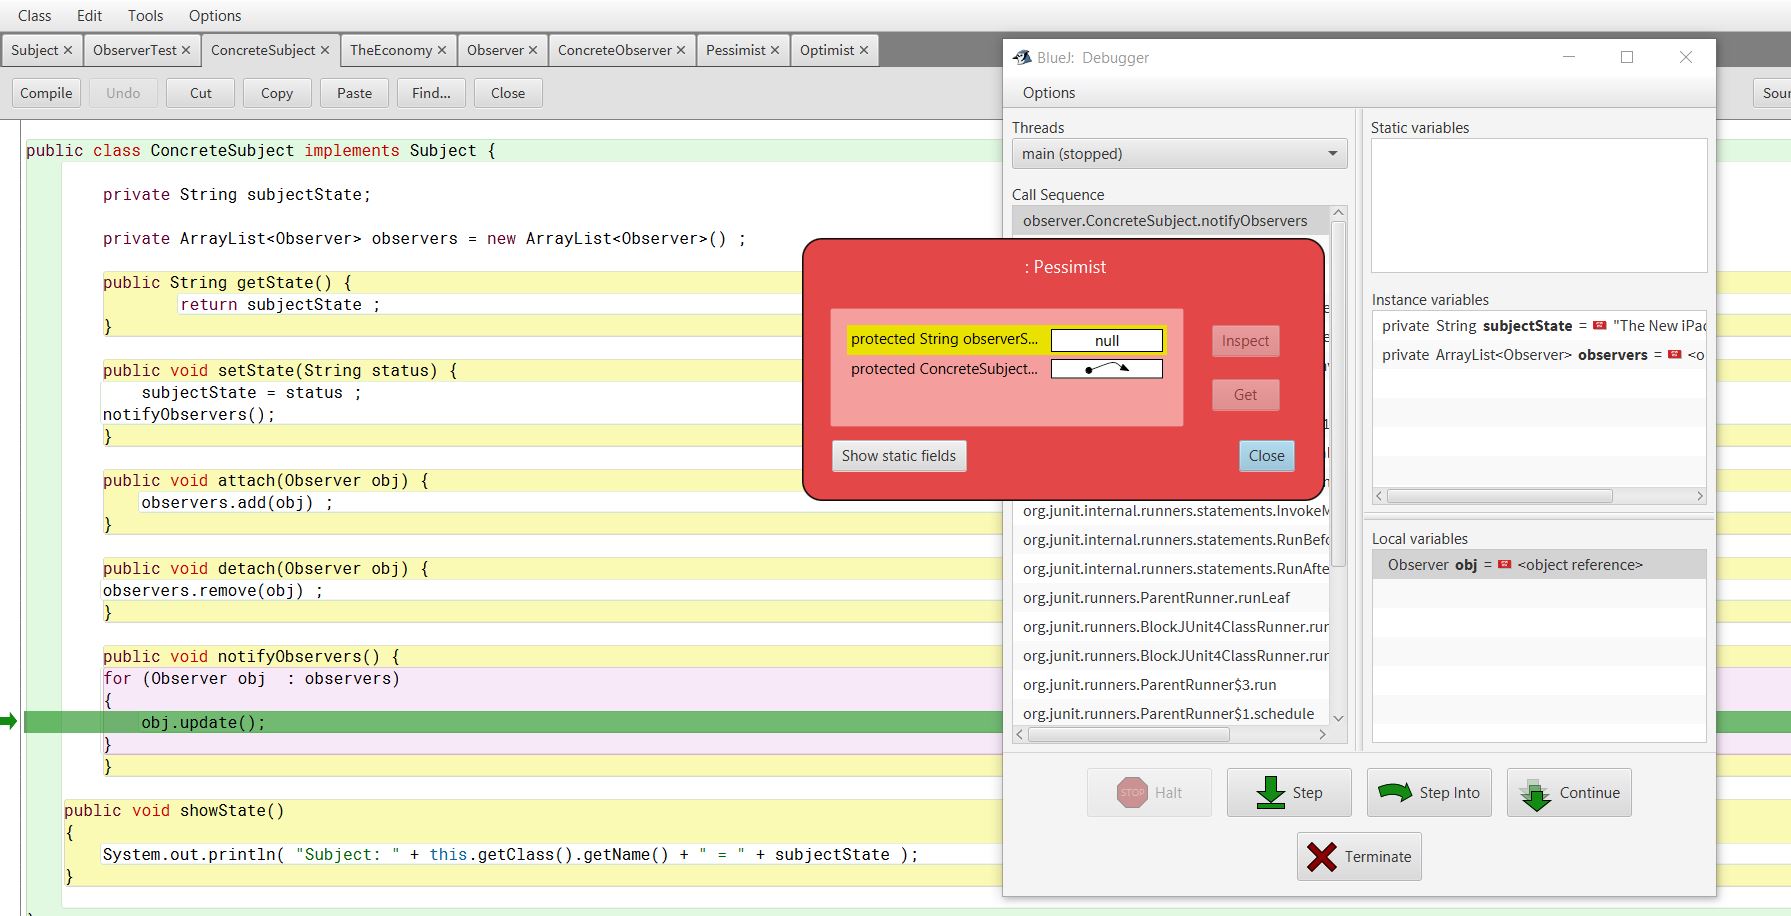 Class Edit Tools Options
Subject × ObserverTest × ConcreteSubject × TheEconomy × Observer × ConcreteObserver × Pessimist × Optimist ×
Compile Undo Cut Copy Paste Find... Close
public class ConcreteSubject implements Subject {
private String subjectState;
private ArrayList<Observer> observers = new ArrayList<Observer>() ;
public String getState() {
return subjectState ;
}
public void setState(String status) {
subjectState = status ;
notifyObservers();
}
public void attach(Observer obj) {
observers.add(obj) ;
}
public void detach(Observer obj) {
observers.remove(obj) ;
}
public void notifyObservers() {
for (Observer obj  : observers)
{
obj.update();
}
}
public void showState()
{
System.out.println( "Subject: " + this.getClass().getName() + " = " + subjectState );
}
BlueJ: Debugger
Options
Threads
main (stopped)
Call Sequence
observer.ConcreteSubject.notifyObservers
: Pessimist
protected String observerS... null
protected ConcreteSubject...
Inspect
Get
Show static fields
Close
org.junit.internal.runners.statements.InvokeM
org.junit.internal.runners.statements.RunBefo
org.junit.internal.runners.statements.RunAfte
org.junit.runners.ParentRunner.runLeaf
org.junit.runners.BlockJUnit4ClassRunner.run
org.junit.runners.BlockJUnit4ClassRunner.run
org.junit.runners.ParentRunner$3.run
org.junit.runners.ParentRunner$1.schedule
Static variables
Instance variables
private String subjectState = "The New iPad
private ArrayList<Observer> observers = <o
Local variables
Observer obj = <object reference>
STOP Halt
Step
Step Into
Continue
Terminate
Sour